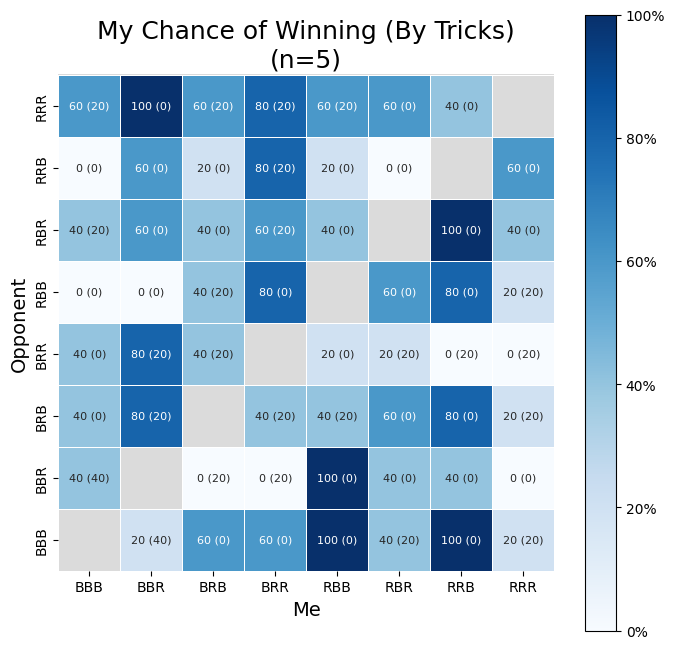 My Chance of Winning (By Tricks)
(n=5)
100%
80%
60%
40%
20%
0%
Opponent
RRR 60 (20) 100 (0) 60 (20) 80 (20) 60 (20) 60 (0) 40 (0)
RRB 0 (0) 60 (0) 20 (0) 80 (20) 20 (0) 0 (0) 60 (0)
RBR 40 (20) 60 (0) 40 (0) 60 (20) 40 (0) 100 (0) 40 (0)
RBB 0 (0) 0 (0) 40 (20) 80 (0) 60 (0) 80 (0) 20 (20)
BRR 40 (0) 80 (20) 40 (20) 20 (0) 20 (20) 0 (20) 0 (20)
BRB 40 (0) 80 (20) 40 (20) 40 (20) 60 (0) 80 (0) 20 (20)
BBR 40 (40) 0 (20) 0 (20) 100 (0) 40 (0) 40 (0) 0 (0)
BBB 20 (40) 60 (0) 60 (0) 100 (0) 40 (20) 100 (0) 20 (20)
BBB BBR BRB BRR RBB RBR RRB RRR
Me